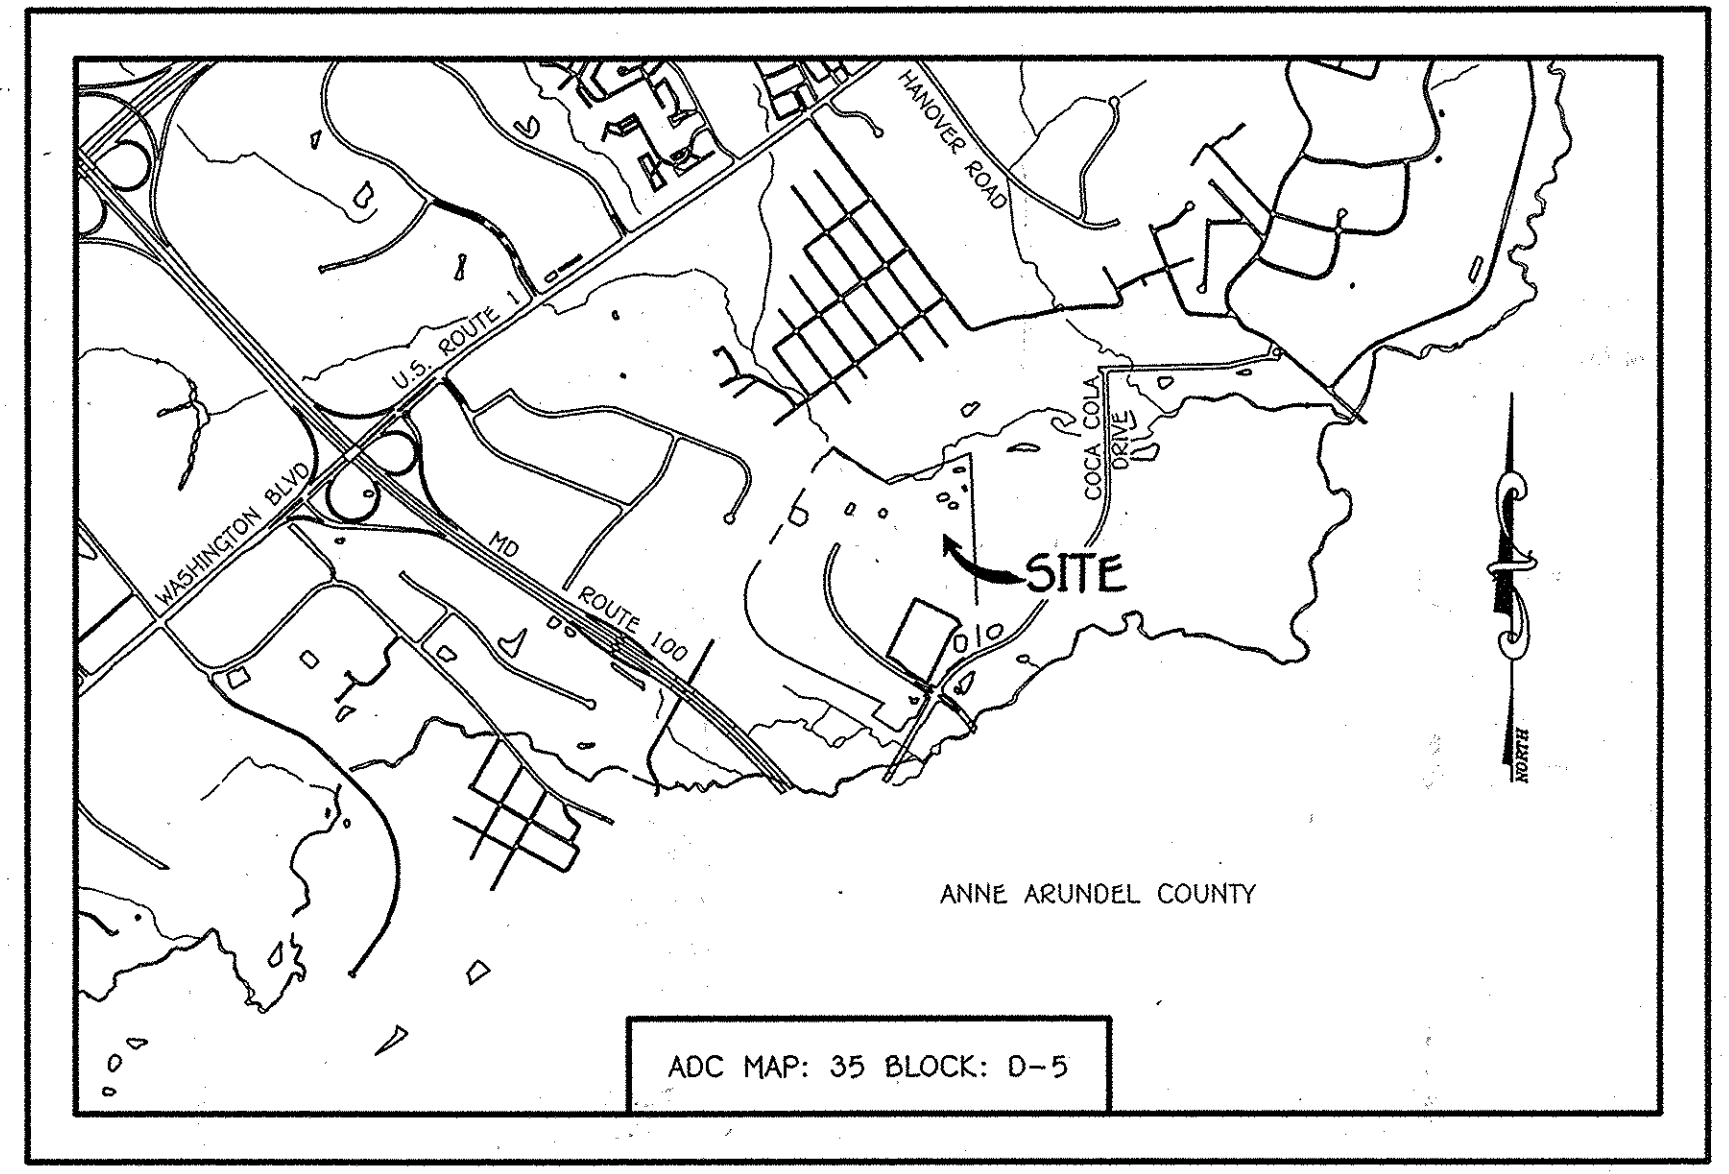 HANOVER ROAD
U.S. ROUTE 1
COCA COLA
DRIVE
WASHINGTON BLVD
MD
ROUTE 100
SITE
NORTH
ANNE ARUNDEL COUNTY
ADC MAP: 35 BLOCK: D-5